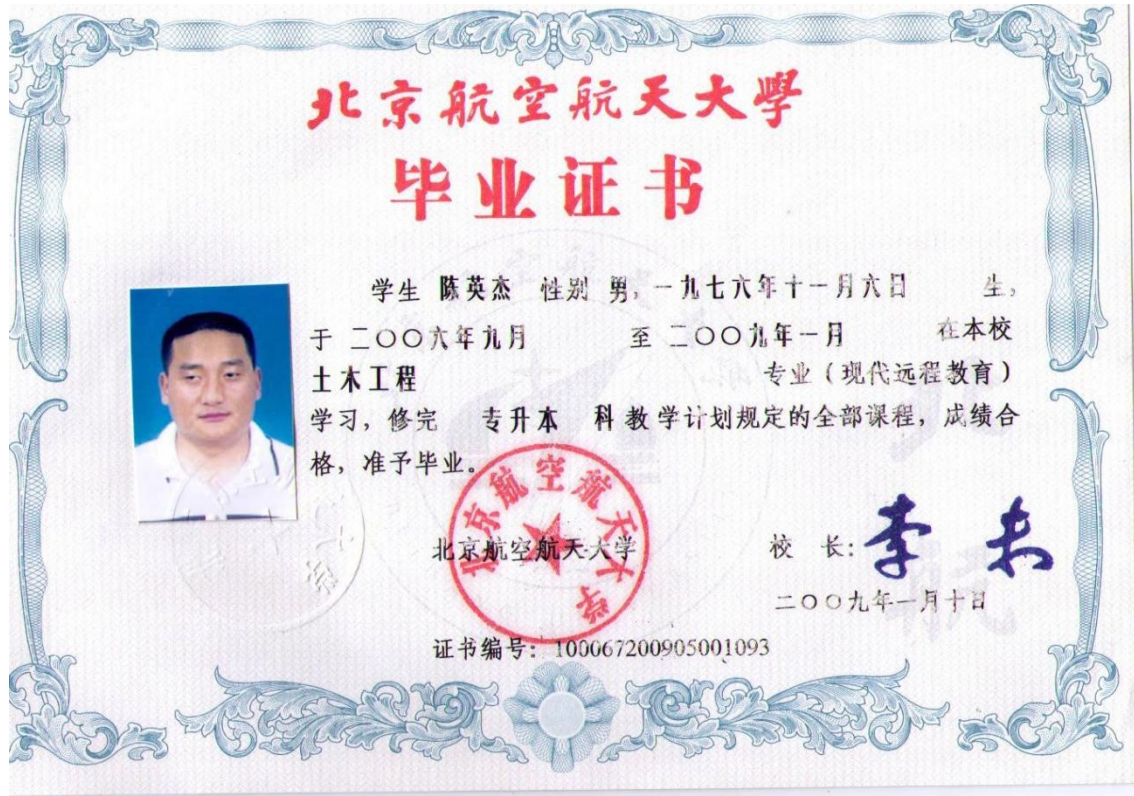 北京航空航天大學
毕业证书
学生 陈英杰 性别 男，一九七六年十一月六日 生，
于 二〇〇六年九月 至 二〇〇九年一月 在本校
土木工程 专业（现代远程教育）
学习，修完 专升本 科 教学计划规定的全部课程，成绩合
格，准予毕业。
北京航空航天大学
北京航空航天大学
校 长：李未
二〇〇九年一月十日
证书编号：100067200905001093